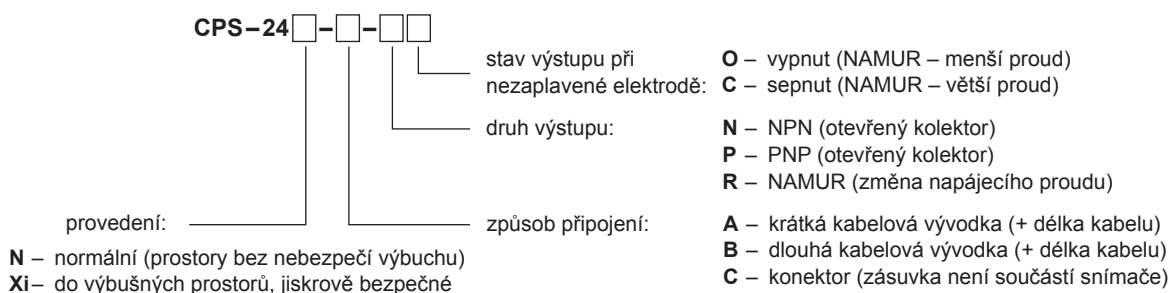 CPS–24□–□–□□
stav výstupu při
nezaplavené elektrodě:
O – vypnut (NAMUR – menší proud)
C – sepnut (NAMUR – větší proud)
druh výstupu:
N – NPN (otevřený kolektor)
P – PNP (otevřený kolektor)
R – NAMUR (změna napájecího proudu)
provedení:
N – normální (prostory bez nebezpečí výbuchu)
Xi– do výbušných prostorů, jiskrově bezpečné
způsob připojení:
A – krátká kabelová vývodka (+ délka kabelu)
B – dlouhá kabelová vývodka (+ délka kabelu)
C – konektor (zásuvka není součástí snímače)